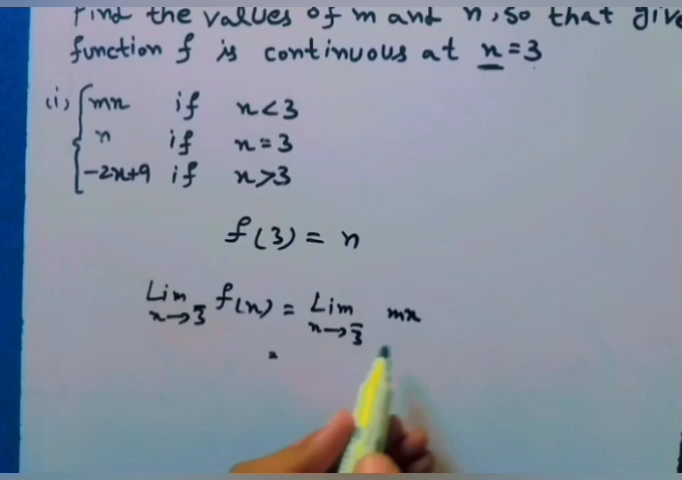 Find the values of m and n, so that give
function f is continuous at x=3
(i) { mx if x<3
n if x=3
-2x+9 if x>3
f(3) = n
Lim x→3⁻ f(x) = Lim x→3⁻ mx
=